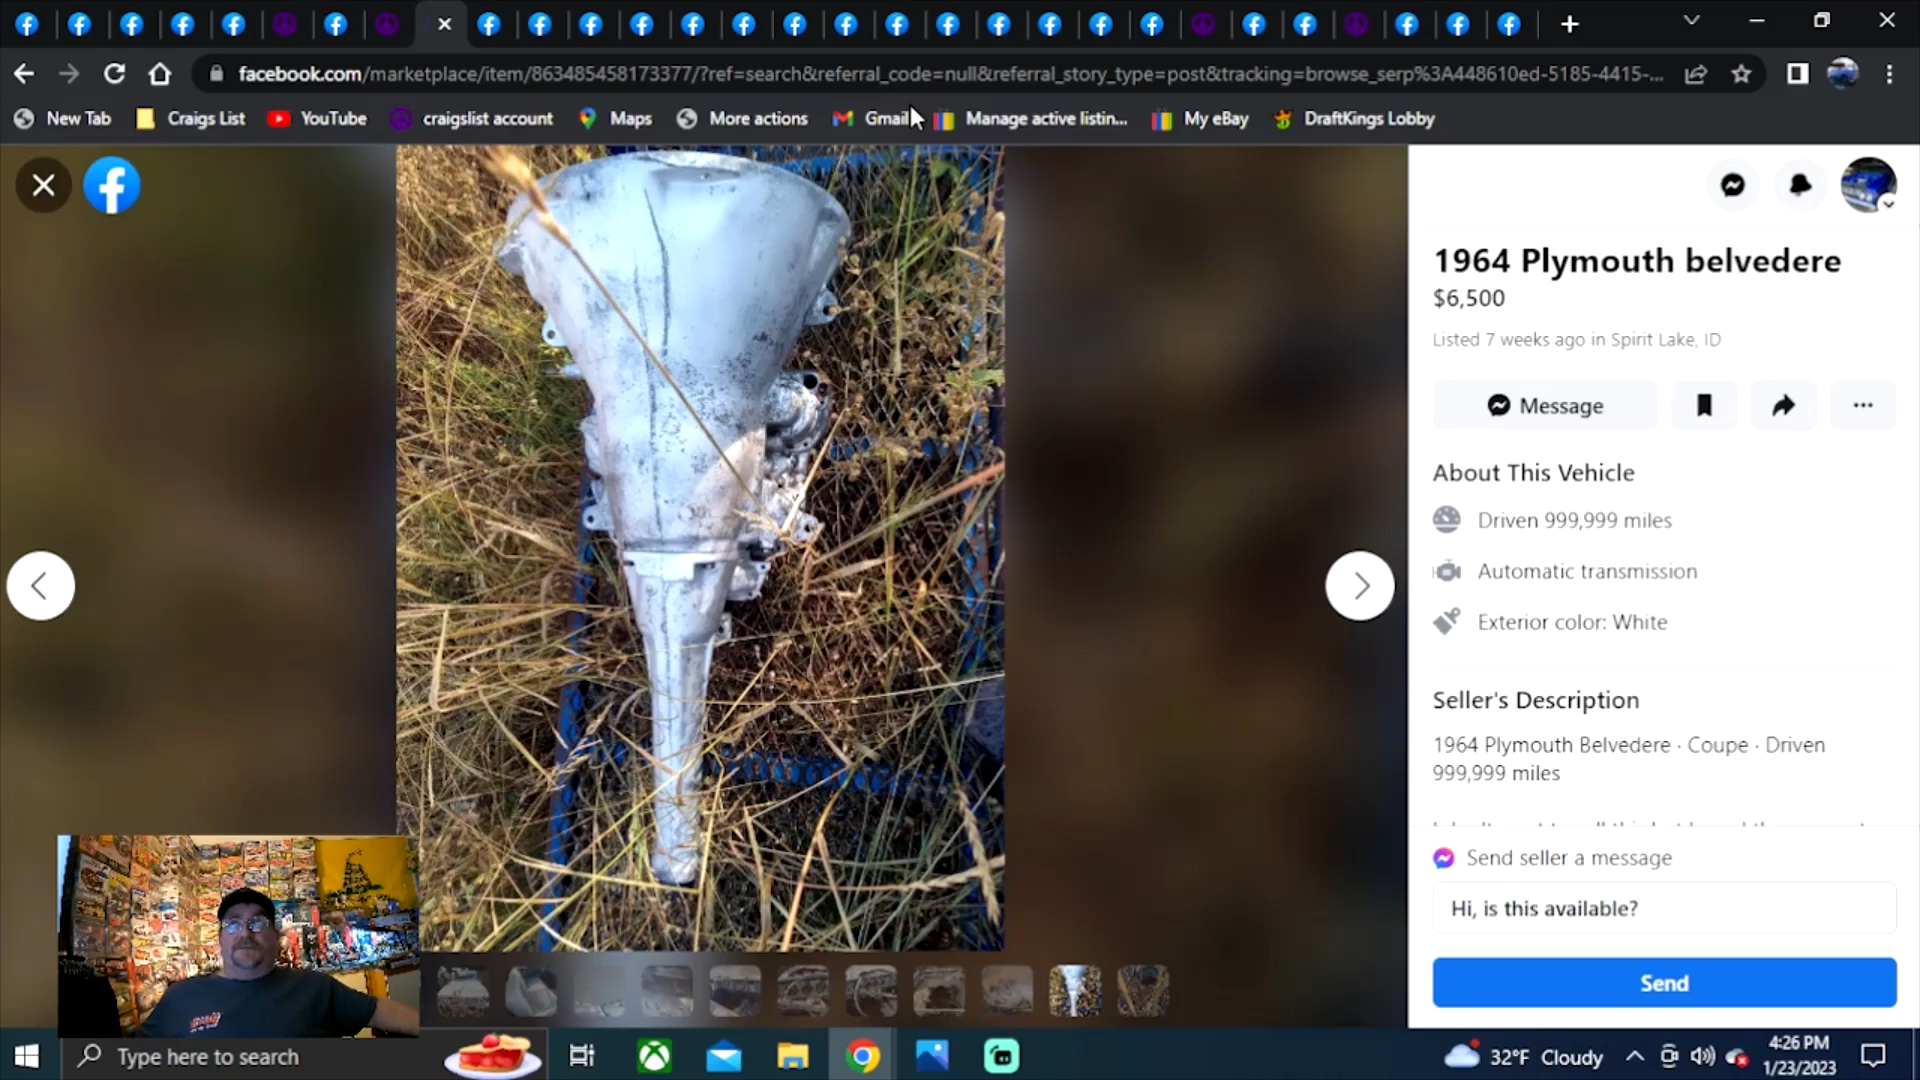 facebook.com/marketplace/item/863485458173377/?ref=search&referral_code=null&referral_story_type=post&tracking=browse_serp%3A448610ed-5185-4415-...
New Tab
Craigs List
YouTube
craigslist account
Maps
More actions
Gmail
Manage active listin...
My eBay
DraftKings Lobby
1964 Plymouth belvedere
$6,500
Listed 7 weeks ago in Spirit Lake, ID
Message
About This Vehicle
Driven 999,999 miles
Automatic transmission
Exterior color: White
Seller's Description
1964 Plymouth Belvedere · Coupe · Driven
999,999 miles
Send seller a message
Hi, is this available?
Send
Type here to search
32°F Cloudy
4:26 PM
1/23/2023